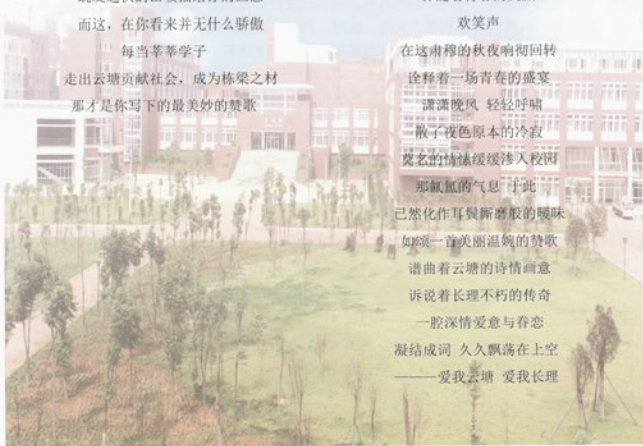 而这，在你看来并无什么骄傲
每当莘莘学子
走出云塘贡献社会，成为栋梁之材
那才是你写下的最美妙的赞歌
欢笑声
在这肃穆的秋夜响彻回转
诠释着一场青春的盛宴
潇潇晚风 轻轻呼啸
散了夜色原本的冷寂
莫名的情愫缓缓渗入校园
那氤氲的气息 于此
已然化作耳鬓厮磨般的暧昧
如颂一首美丽温婉的赞歌
谱曲着云塘的诗情画意
诉说着长理不朽的传奇
一腔深情爱意与眷恋
凝结成词 久久飘荡在上空
————爱我云塘 爱我长理